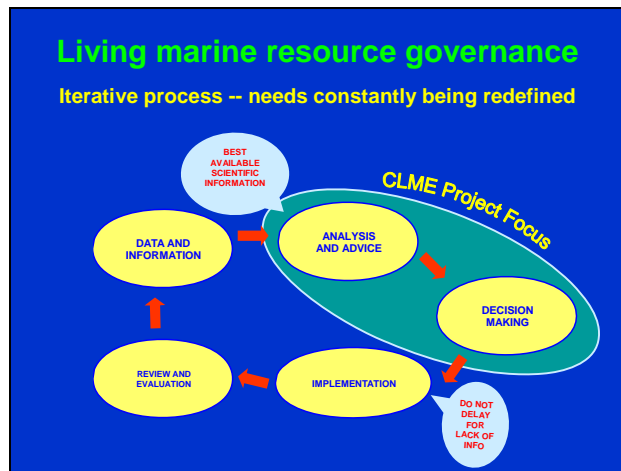 Living marine resource governance
Iterative process -- needs constantly being redefined
BEST
AVAILABLE
SCIENTIFIC
INFORMATION
CLME Project Focus
DATA AND
INFORMATION
ANALYSIS
AND ADVICE
DECISION
MAKING
REVIEW AND
EVALUATION
IMPLEMENTATION
DO NOT
DELAY
FOR
LACK OF
INFO